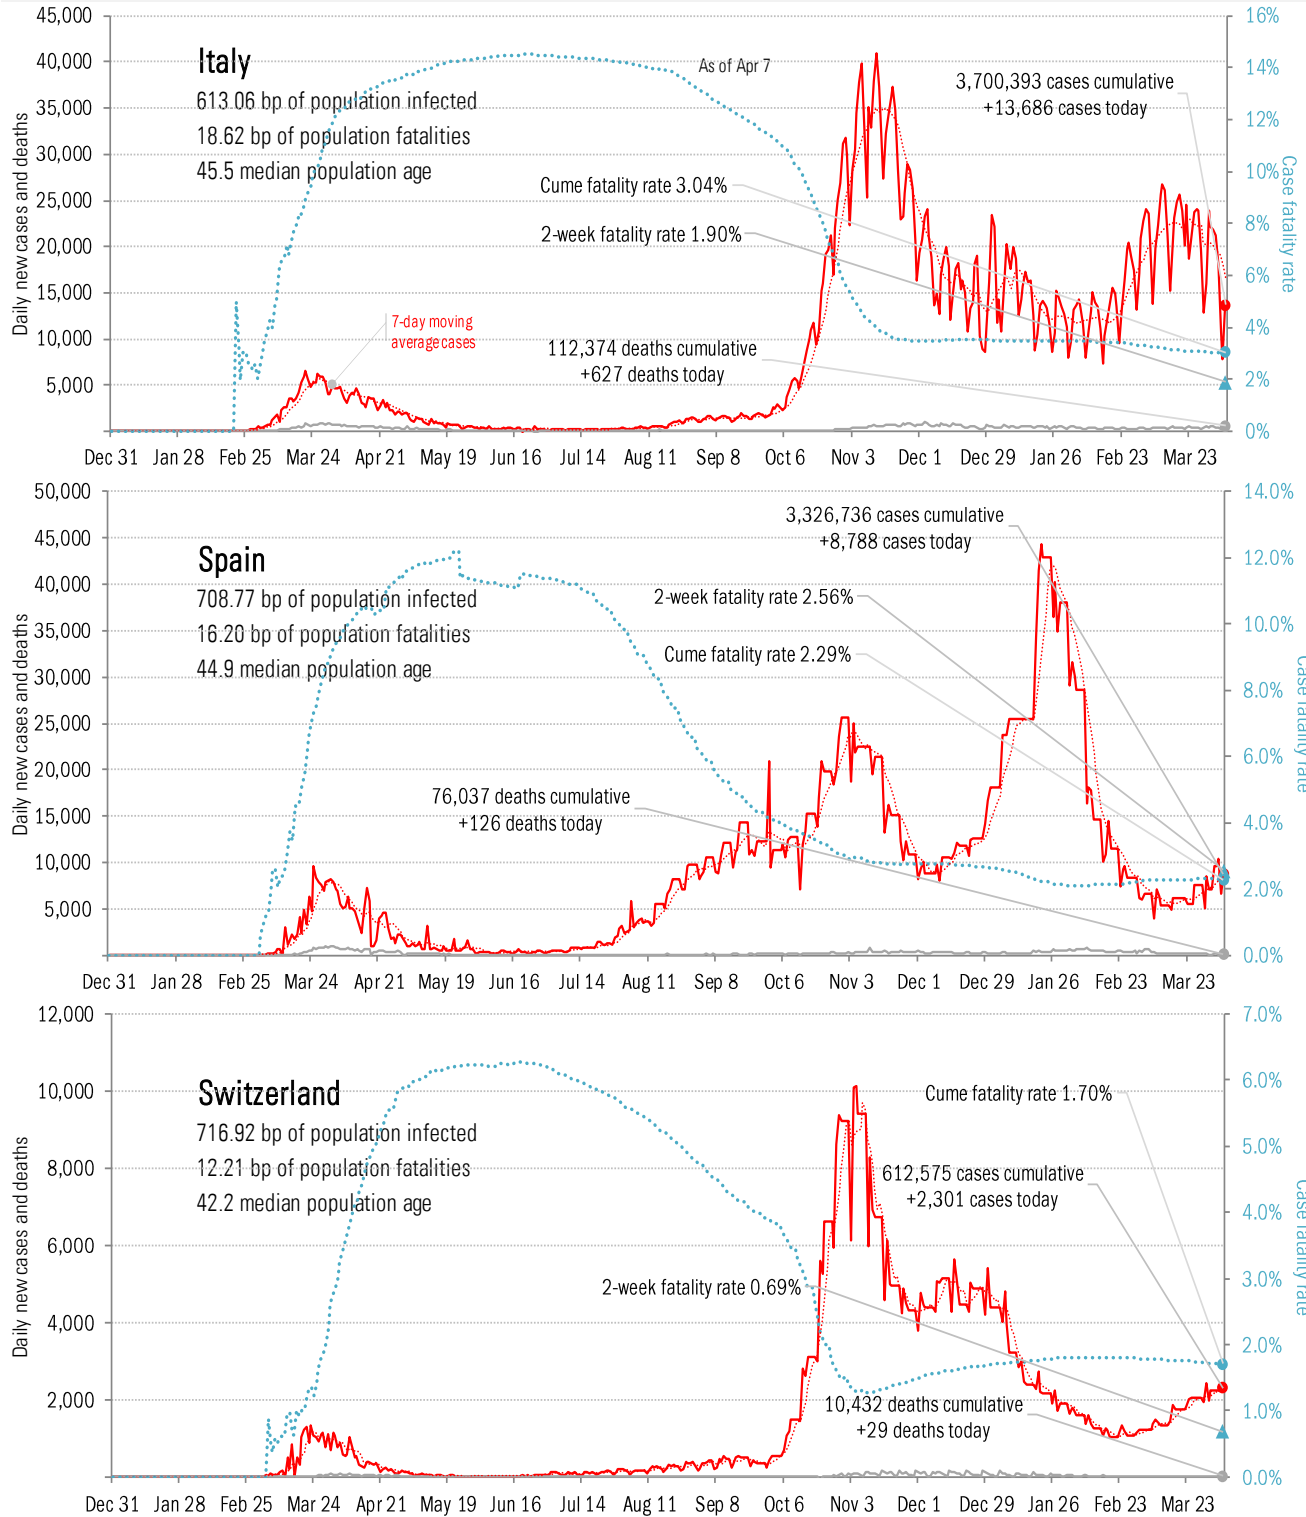 45,000
40,000
35,000
30,000
25,000
20,000
15,000
10,000
5,000
Daily new cases and deaths
Italy
613.06 bp of population infected
18.62 bp of population fatalities
45.5 median population age
As of Apr 7
3,700,393 cases cumulative
+13,686 cases today
Cume fatality rate 3.04%
2-week fatality rate 1.90%
7-day moving
average cases
112,374 deaths cumulative
+627 deaths today
16%
14%
12%
10%
8%
6%
4%
2%
0%
Case fatality rate
Dec 31 Jan 28 Feb 25 Mar 24 Apr 21 May 19 Jun 16 Jul 14 Aug 11 Sep 8 Oct 6 Nov 3 Dec 1 Dec 29 Jan 26 Feb 23 Mar 23
50,000
45,000
40,000
35,000
30,000
25,000
20,000
15,000
10,000
5,000
Daily new cases and deaths
Spain
708.77 bp of population infected
16.20 bp of population fatalities
44.9 median population age
3,326,736 cases cumulative
+8,788 cases today
2-week fatality rate 2.56%
Cume fatality rate 2.29%
76,037 deaths cumulative
+126 deaths today
14.0%
12.0%
10.0%
8.0%
6.0%
4.0%
2.0%
0.0%
Case fatality rate
Dec 31 Jan 28 Feb 25 Mar 24 Apr 21 May 19 Jun 16 Jul 14 Aug 11 Sep 8 Oct 6 Nov 3 Dec 1 Dec 29 Jan 26 Feb 23 Mar 23
12,000
10,000
8,000
6,000
4,000
2,000
Daily new cases and deaths
Switzerland
716.92 bp of population infected
12.21 bp of population fatalities
42.2 median population age
Cume fatality rate 1.70%
612,575 cases cumulative
+2,301 cases today
2-week fatality rate 0.69%
10,432 deaths cumulative
+29 deaths today
7.0%
6.0%
5.0%
4.0%
3.0%
2.0%
1.0%
0.0%
Case fatality rate
Dec 31 Jan 28 Feb 25 Mar 24 Apr 21 May 19 Jun 16 Jul 14 Aug 11 Sep 8 Oct 6 Nov 3 Dec 1 Dec 29 Jan 26 Feb 23 Mar 23